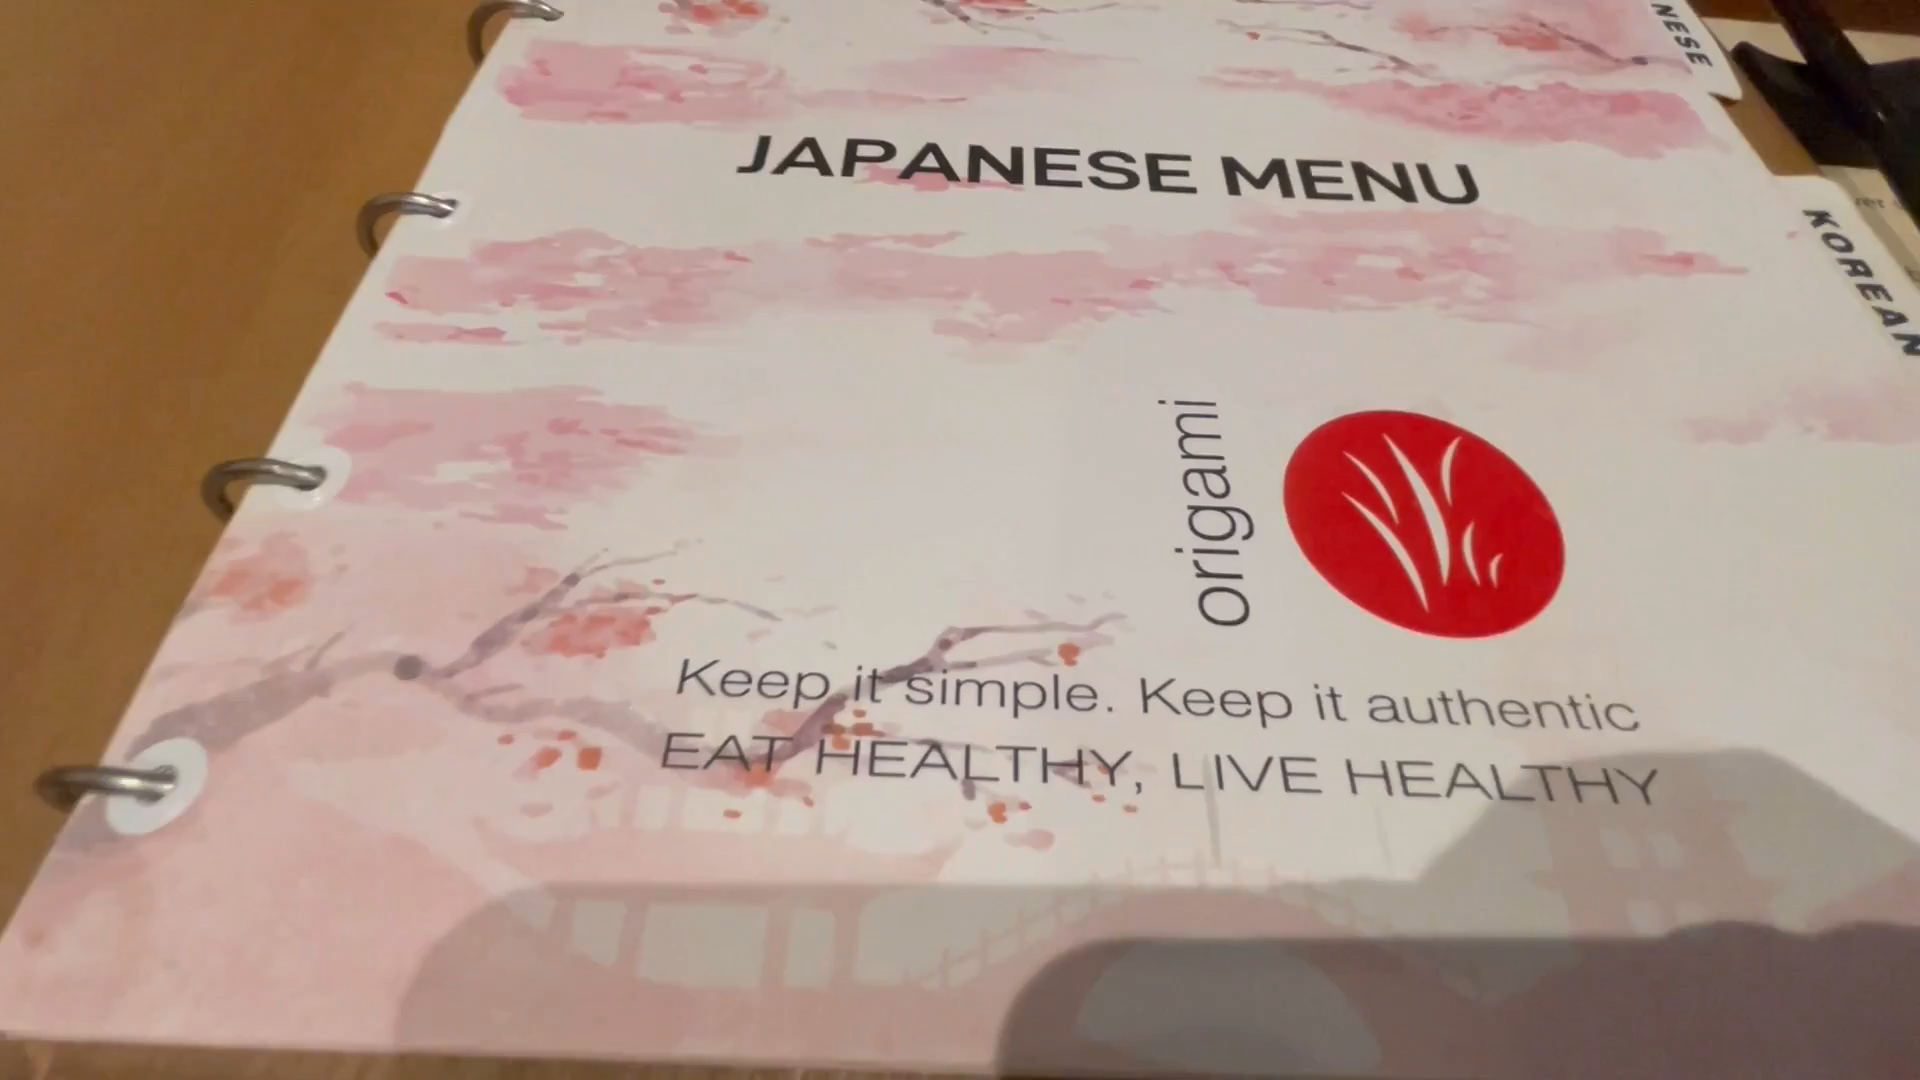 NESE
JAPANESE MENU
KOREAN
origami
Keep it simple. Keep it authentic
EAT HEALTHY, LIVE HEALTHY